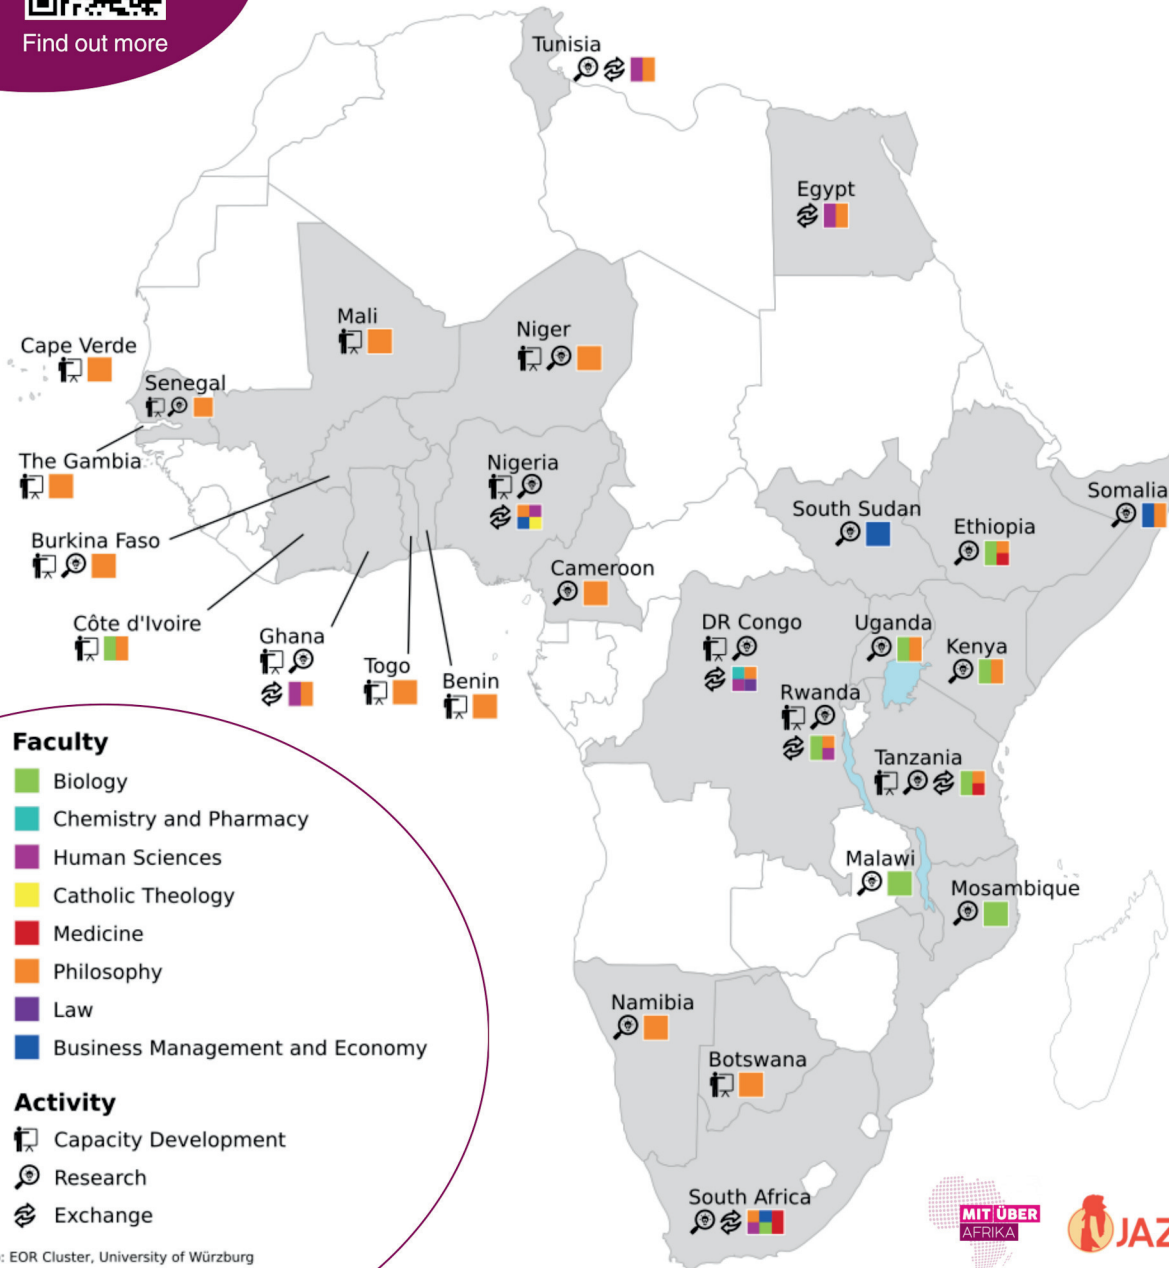 Find out more
Tunisia
Egypt
Mali
Niger
Cape Verde
Senegal
The Gambia
Nigeria
Somalia
South Sudan
Ethiopia
Burkina Faso
Cameroon
Côte d'Ivoire
DR Congo
Uganda
Ghana
Kenya
Togo
Benin
Rwanda
Tanzania
Malawi
Mosambique
Namibia
Botswana
South Africa
Faculty
Biology
Chemistry and Pharmacy
Human Sciences
Catholic Theology
Medicine
Philosophy
Law
Business Management and Economy
Activity
Capacity Development
Research
Exchange
: EOR Cluster, University of Würzburg
MIT ÜBER
AFRIKA
JAZ